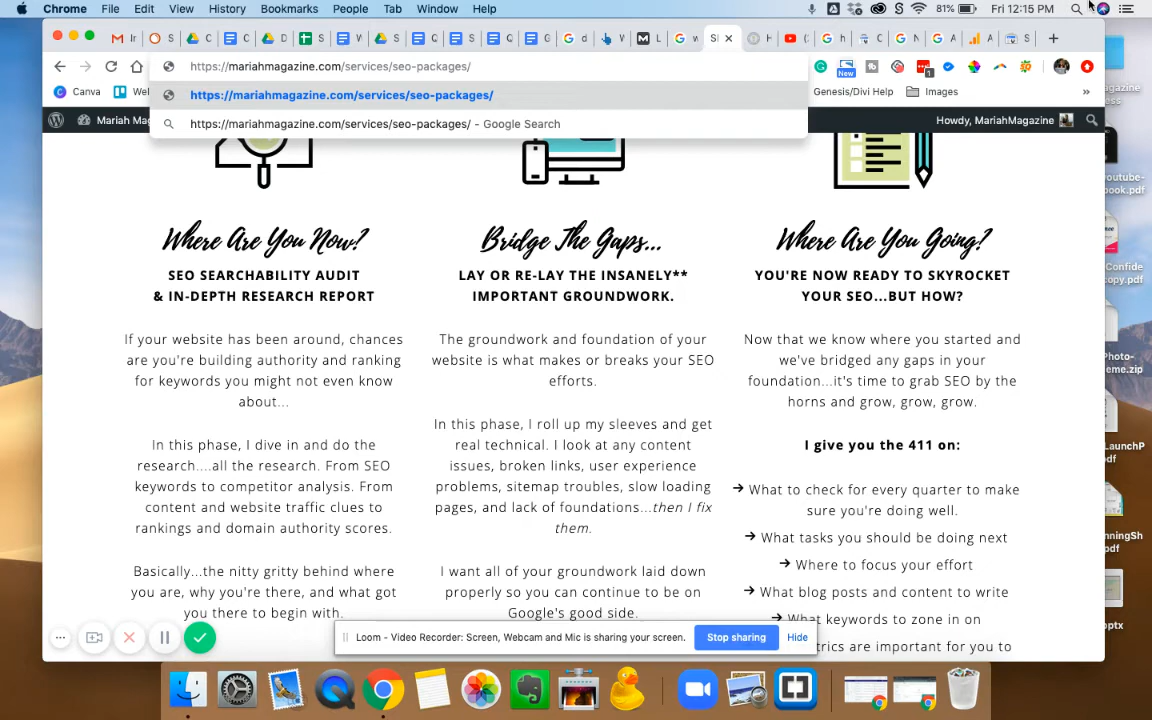 Chrome File Edit View History Bookmarks People Tab Window Help 81% Fri 12:15 PM
https://mariahmagazine.com/services/seo-packages/
New
1
Canva
https://mariahmagazine.com/services/seo-packages/
Genesis/Divi Help
Images
»
https://mariahmagazine.com/services/seo-packages/ - Google Search
Howdy, MariahMagazine
Where Are You Now?
SEO SEARCHABILITY AUDIT
& IN-DEPTH RESEARCH REPORT
If your website has been around, chances
are you're building authority and ranking
for keywords you might not even know
about...
In this phase, I dive in and do the
research....all the research. From SEO
keywords to competitor analysis. From
content and website traffic clues to
rankings and domain authority scores.
Basically...the nitty gritty behind where
you are, why you're there, and what got
you there to begin with.
Bridge The Gaps...
LAY OR RE-LAY THE INSANELY**
IMPORTANT GROUNDWORK.
The groundwork and foundation of your
website is what makes or breaks your SEO
efforts.
In this phase, I roll up my sleeves and get
real technical. I look at any content
issues, broken links, user experience
problems, sitemap troubles, slow loading
pages, and lack of foundations...then I fix
them.
I want all of your groundwork laid down
properly so you can continue to be on
Google's good side.
Where Are You Going?
YOU'RE NOW READY TO SKYROCKET
YOUR SEO...BUT HOW?
Now that we know where you started and
we've bridged any gaps in your
foundation...it's time to grab SEO by the
horns and grow, grow, grow.
I give you the 411 on:
What to check for every quarter to make
sure you're doing well.
What tasks you should be doing next
Where to focus your effort
What blog posts and content to write
What keywords to zone in on
are important for you to
Loom - Video Recorder: Screen, Webcam and Mic is sharing your screen.
Stop sharing
Hide